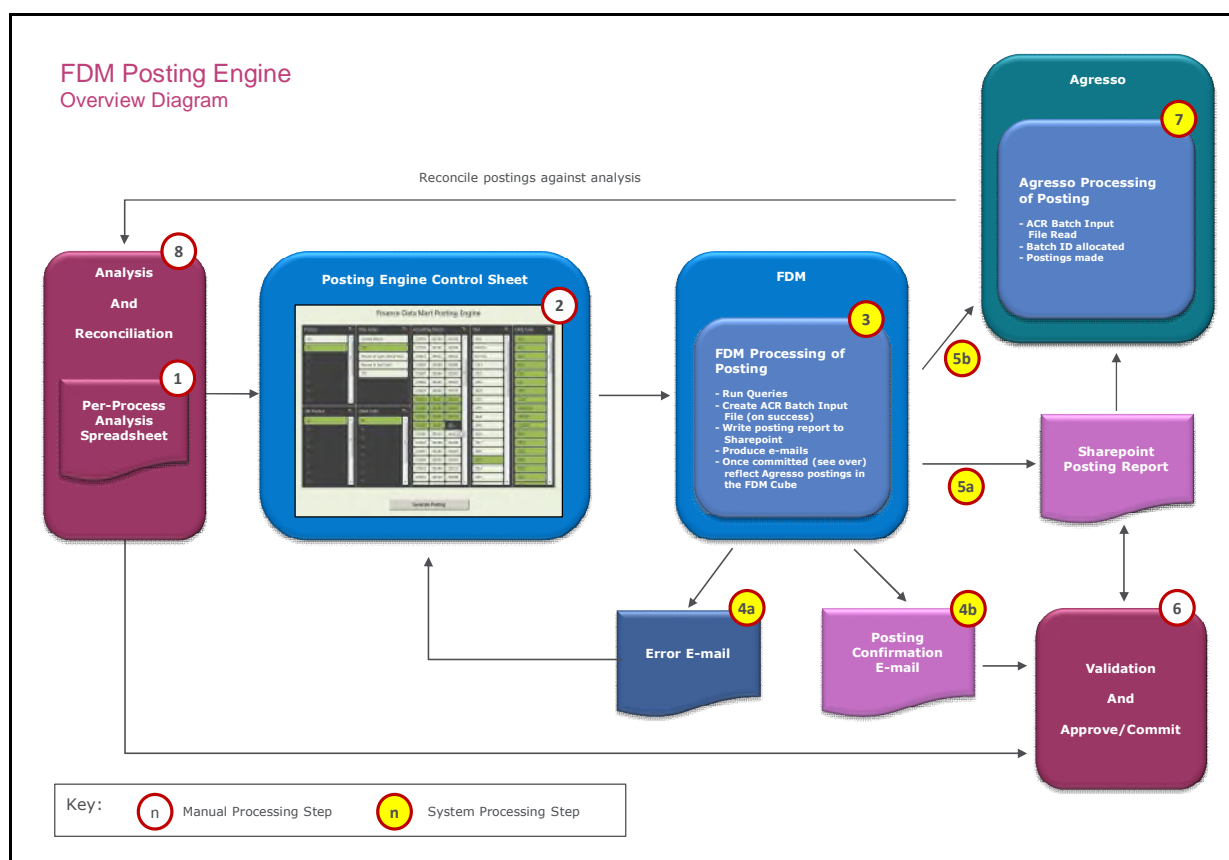 FDM Posting Engine
Overview Diagram
Agresso
7
Agresso Processing
of Posting
- ACR Batch Input
File Read
- Batch ID allocated
- Postings made
Reconcile postings against analysis
8
Analysis
And
Reconciliation
1
Per-Process
Analysis
Spreadsheet
Posting Engine Control Sheet
2
Finance Data Mart Posting Engine
Generate Posting
FDM
3
FDM Processing of
Posting
- Run Queries
- Create ACR Batch Input
File (on success)
- Write posting report to
Sharepoint
- Produce e-mails
- Once committed (see over)
reflect Agresso postings in
the FDM Cube
5b
5a
Sharepoint
Posting Report
4a
Error E-mail
4b
Posting
Confirmation
E-mail
6
Validation
And
Approve/Commit
Key:
n
Manual Processing Step
n
System Processing Step